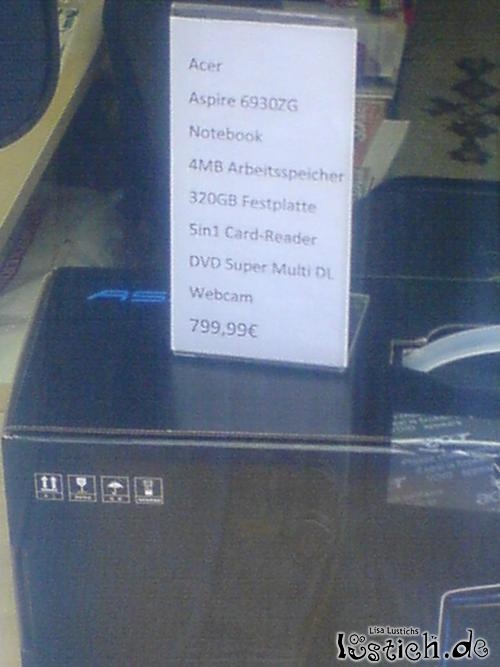 Acer
Aspire 6930ZG
Notebook
4MB Arbeitsspeicher
320GB Festplatte
5in1 Card-Reader
DVD Super Multi DL
Webcam
799,99€
AS
Lisa Lustichs
lustich.de